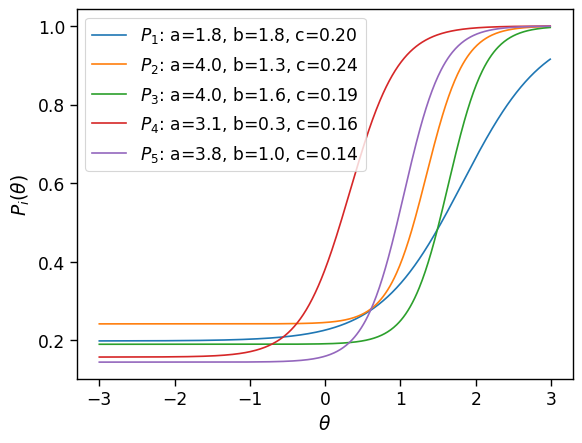 P₁: a=1.8, b=1.8, c=0.20
P₂: a=4.0, b=1.3, c=0.24
P₃: a=4.0, b=1.6, c=0.19
P₄: a=3.1, b=0.3, c=0.16
P₅: a=3.8, b=1.0, c=0.14
1.0
0.8
0.6
0.4
0.2
Pᵢ(θ)
−3 −2 −1 0 1 2 3
θ